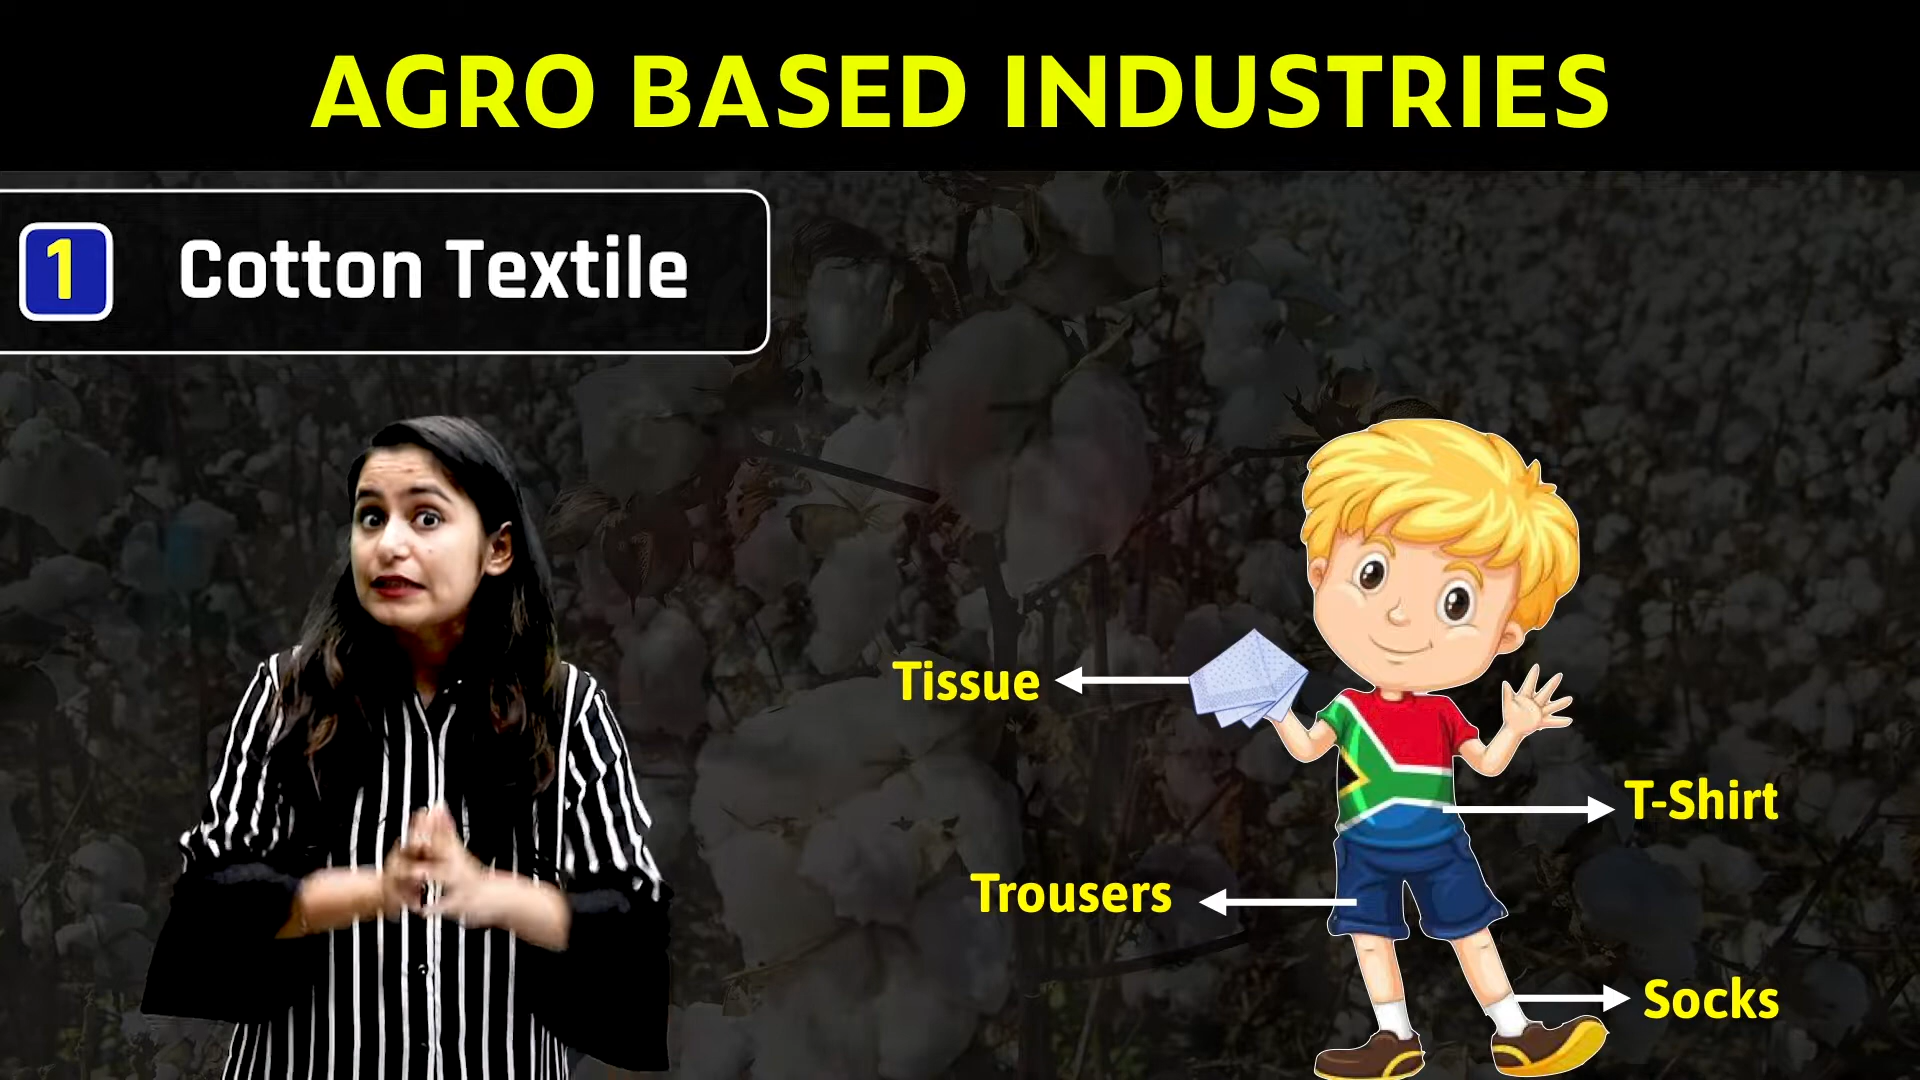 AGRO BASED INDUSTRIES
1 Cotton Textile
Tissue
T-Shirt
Trousers
Socks